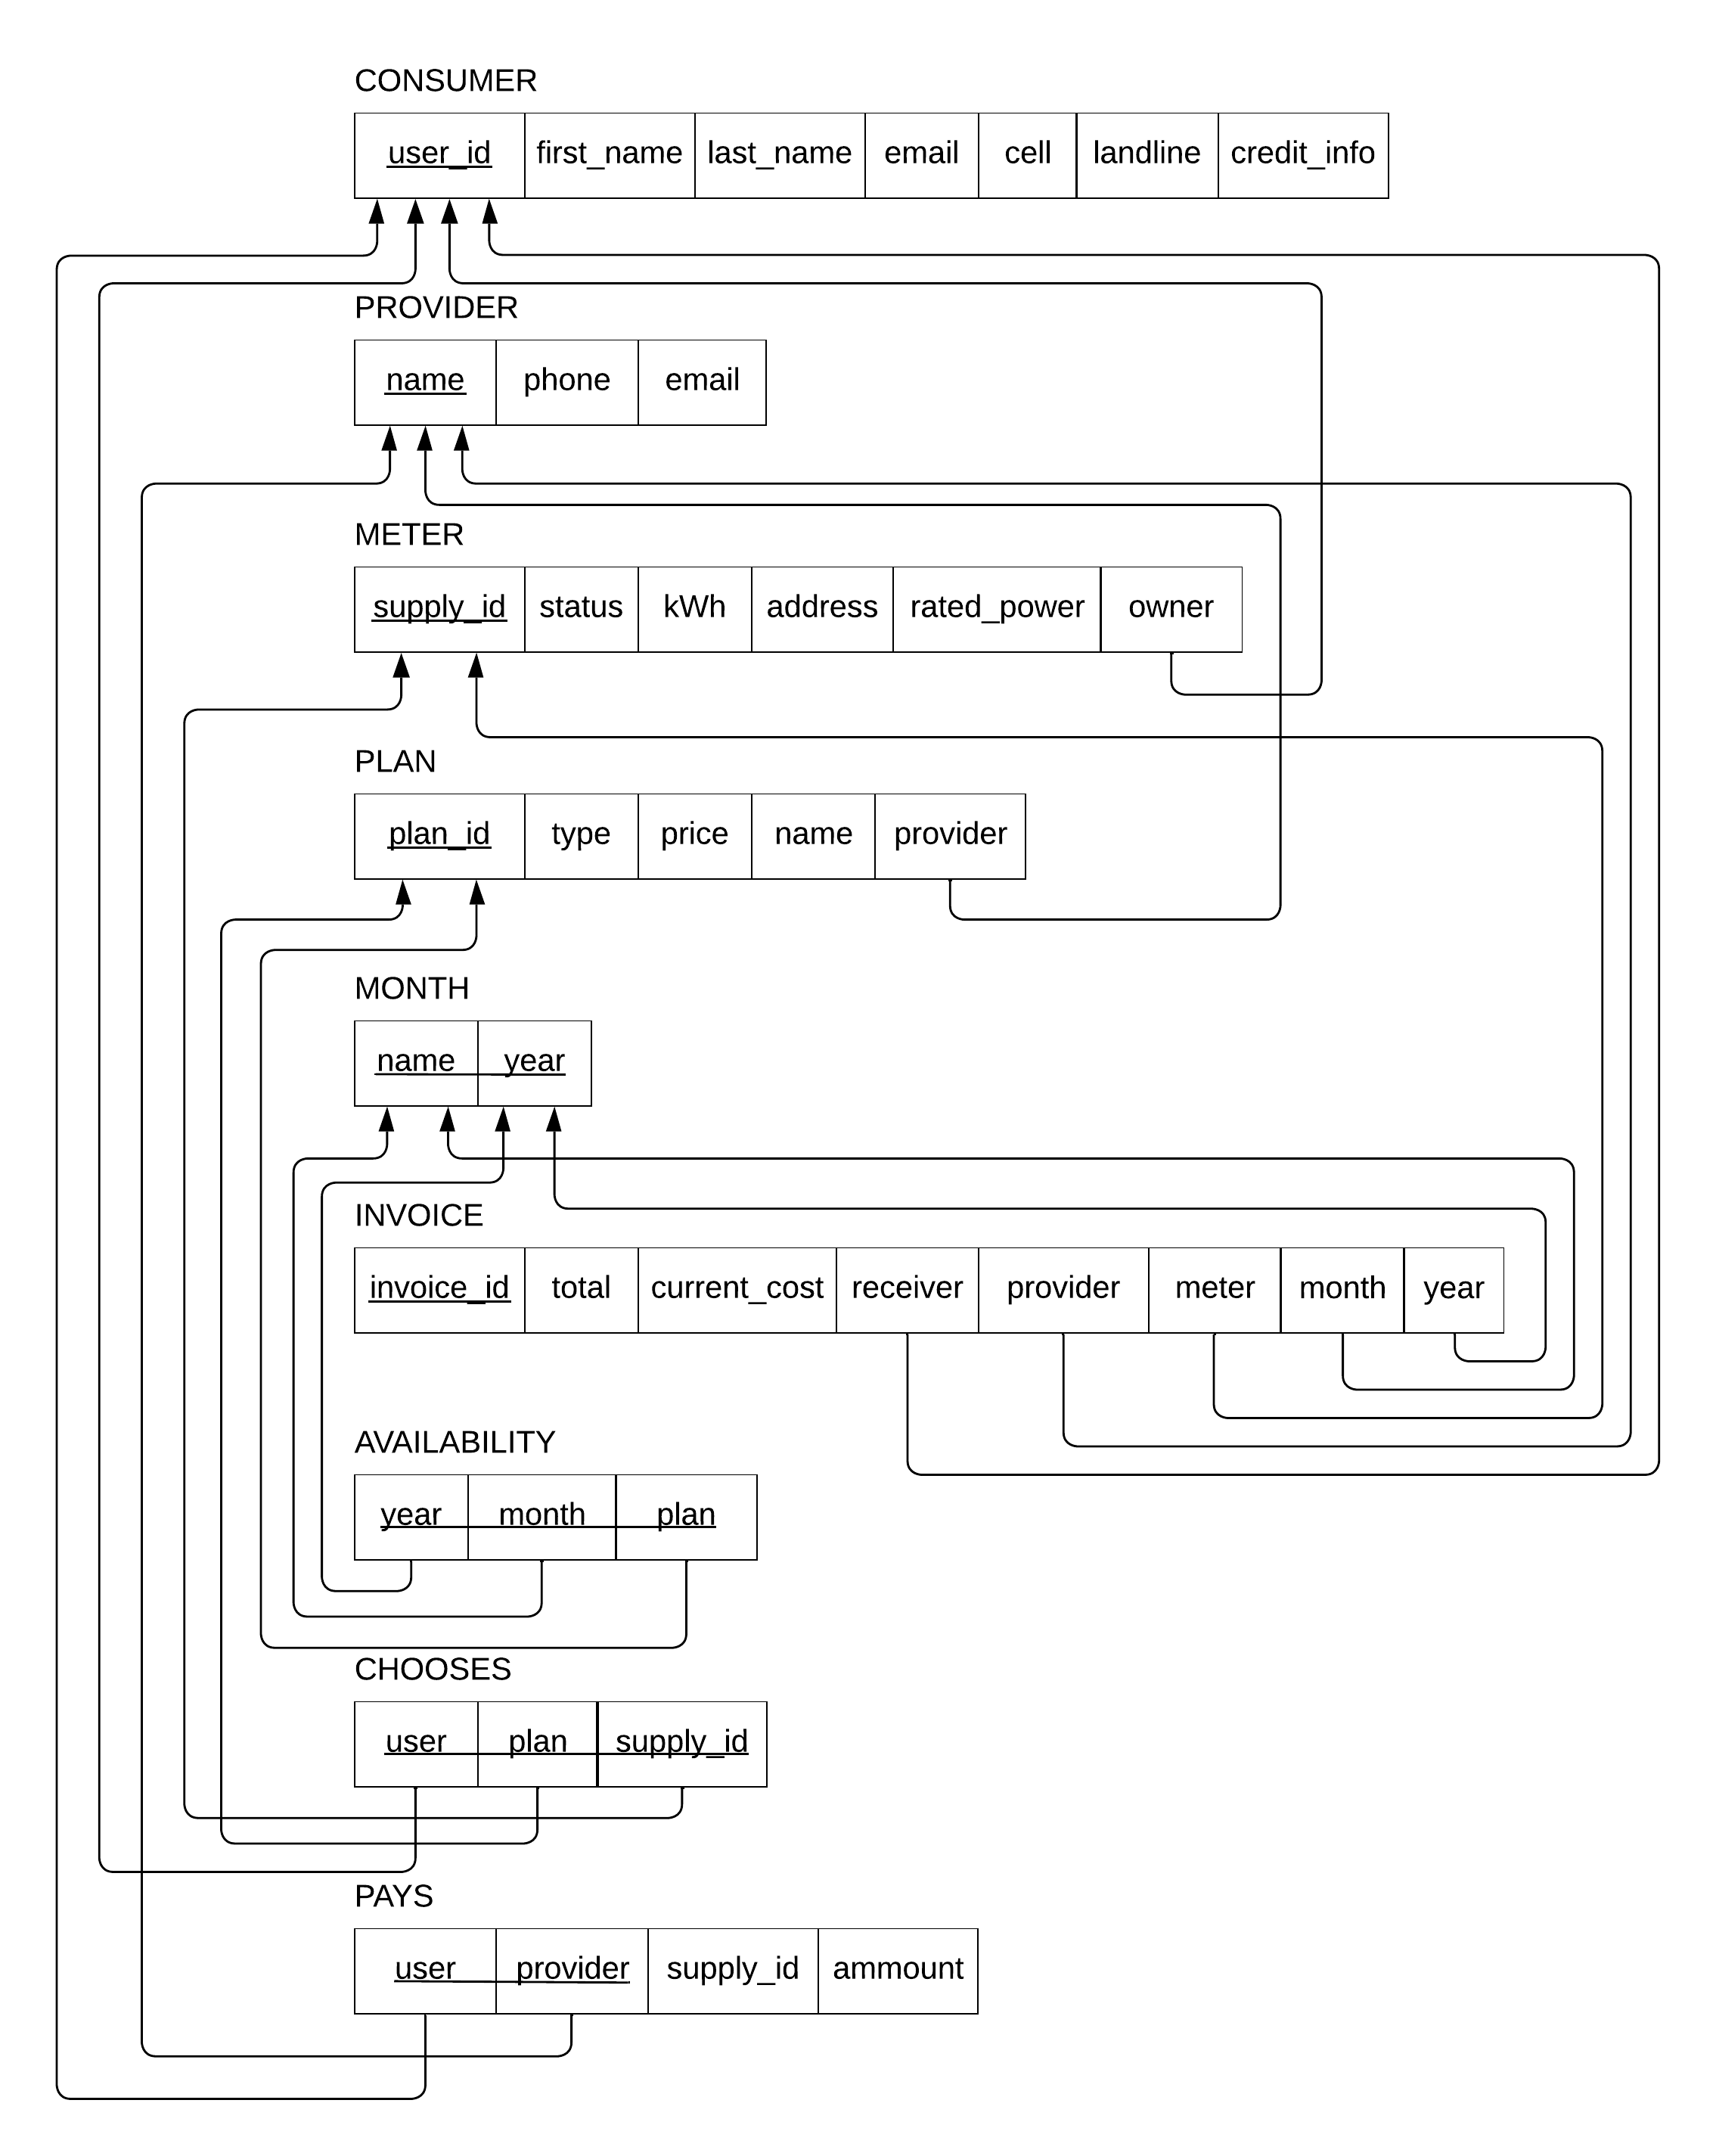 CONSUMER
user_id first_name last_name email cell landline credit_info
PROVIDER
name phone email
METER
supply_id status kWh address rated_power owner
PLAN
plan_id type price name provider
MONTH
name year
INVOICE
invoice_id total current_cost receiver provider meter month year
AVAILABILITY
year month plan
CHOOSES
user plan supply_id
PAYS
user provider supply_id ammount